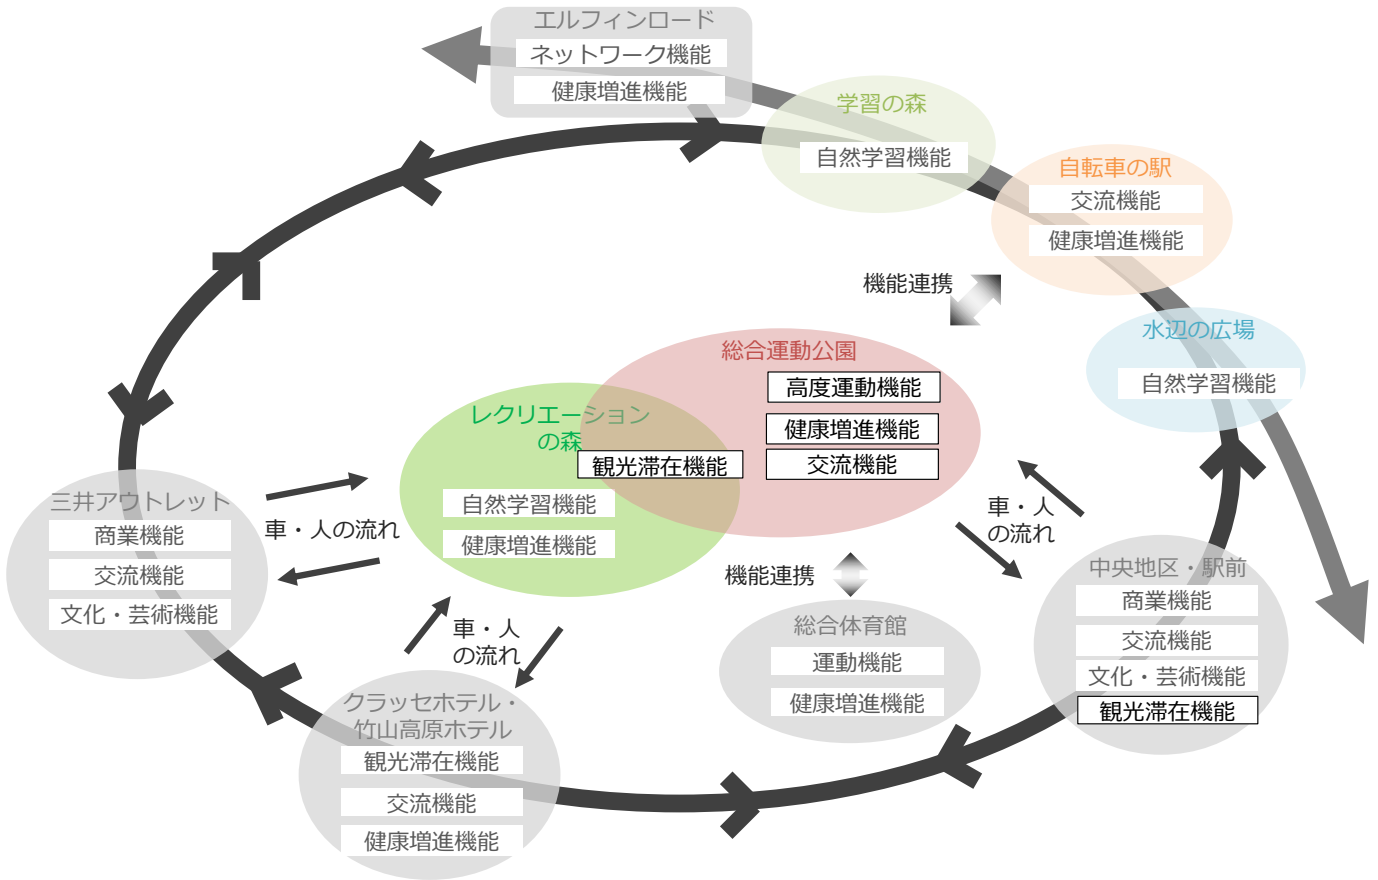 エルフィンロード
ネットワーク機能
健康増進機能
学習の森
自然学習機能
自転車の駅
交流機能
健康増進機能
機能連携
水辺の広場
自然学習機能
総合運動公園
高度運動機能
健康増進機能
交流機能
観光滞在機能
レクリエーション
の森
自然学習機能
健康増進機能
三井アウトレット
商業機能
交流機能
文化・芸術機能
車・人の流れ
車・人
の流れ
機能連携
中央地区・駅前
商業機能
交流機能
文化・芸術機能
観光滞在機能
総合体育館
運動機能
健康増進機能
車・人
の流れ
クラッセホテル・
竹山高原ホテル
観光滞在機能
交流機能
健康増進機能